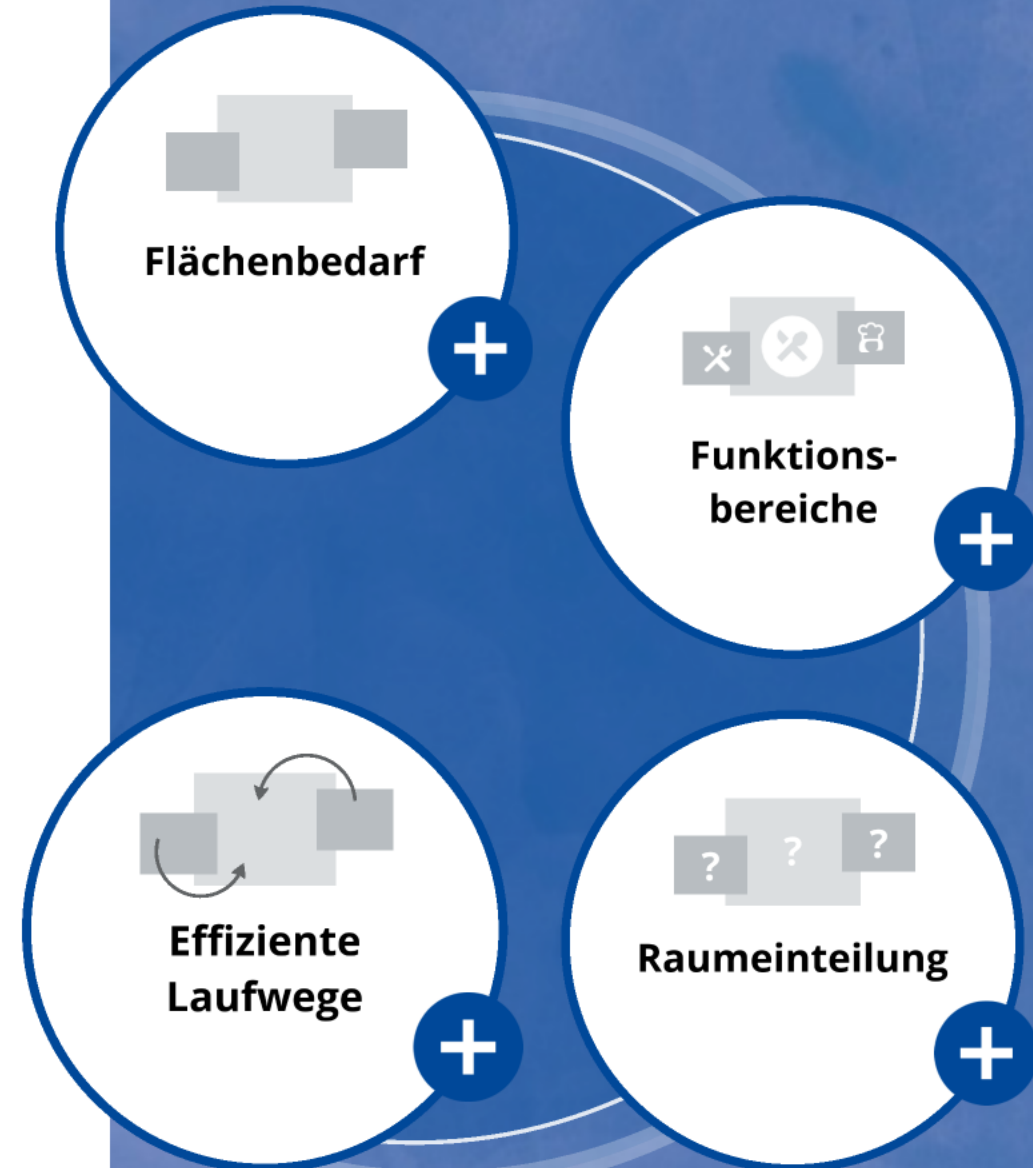 Flächenbedarf
Funktions-
bereiche
Effiziente
Laufwege
? ? ?
Raumeinteilung